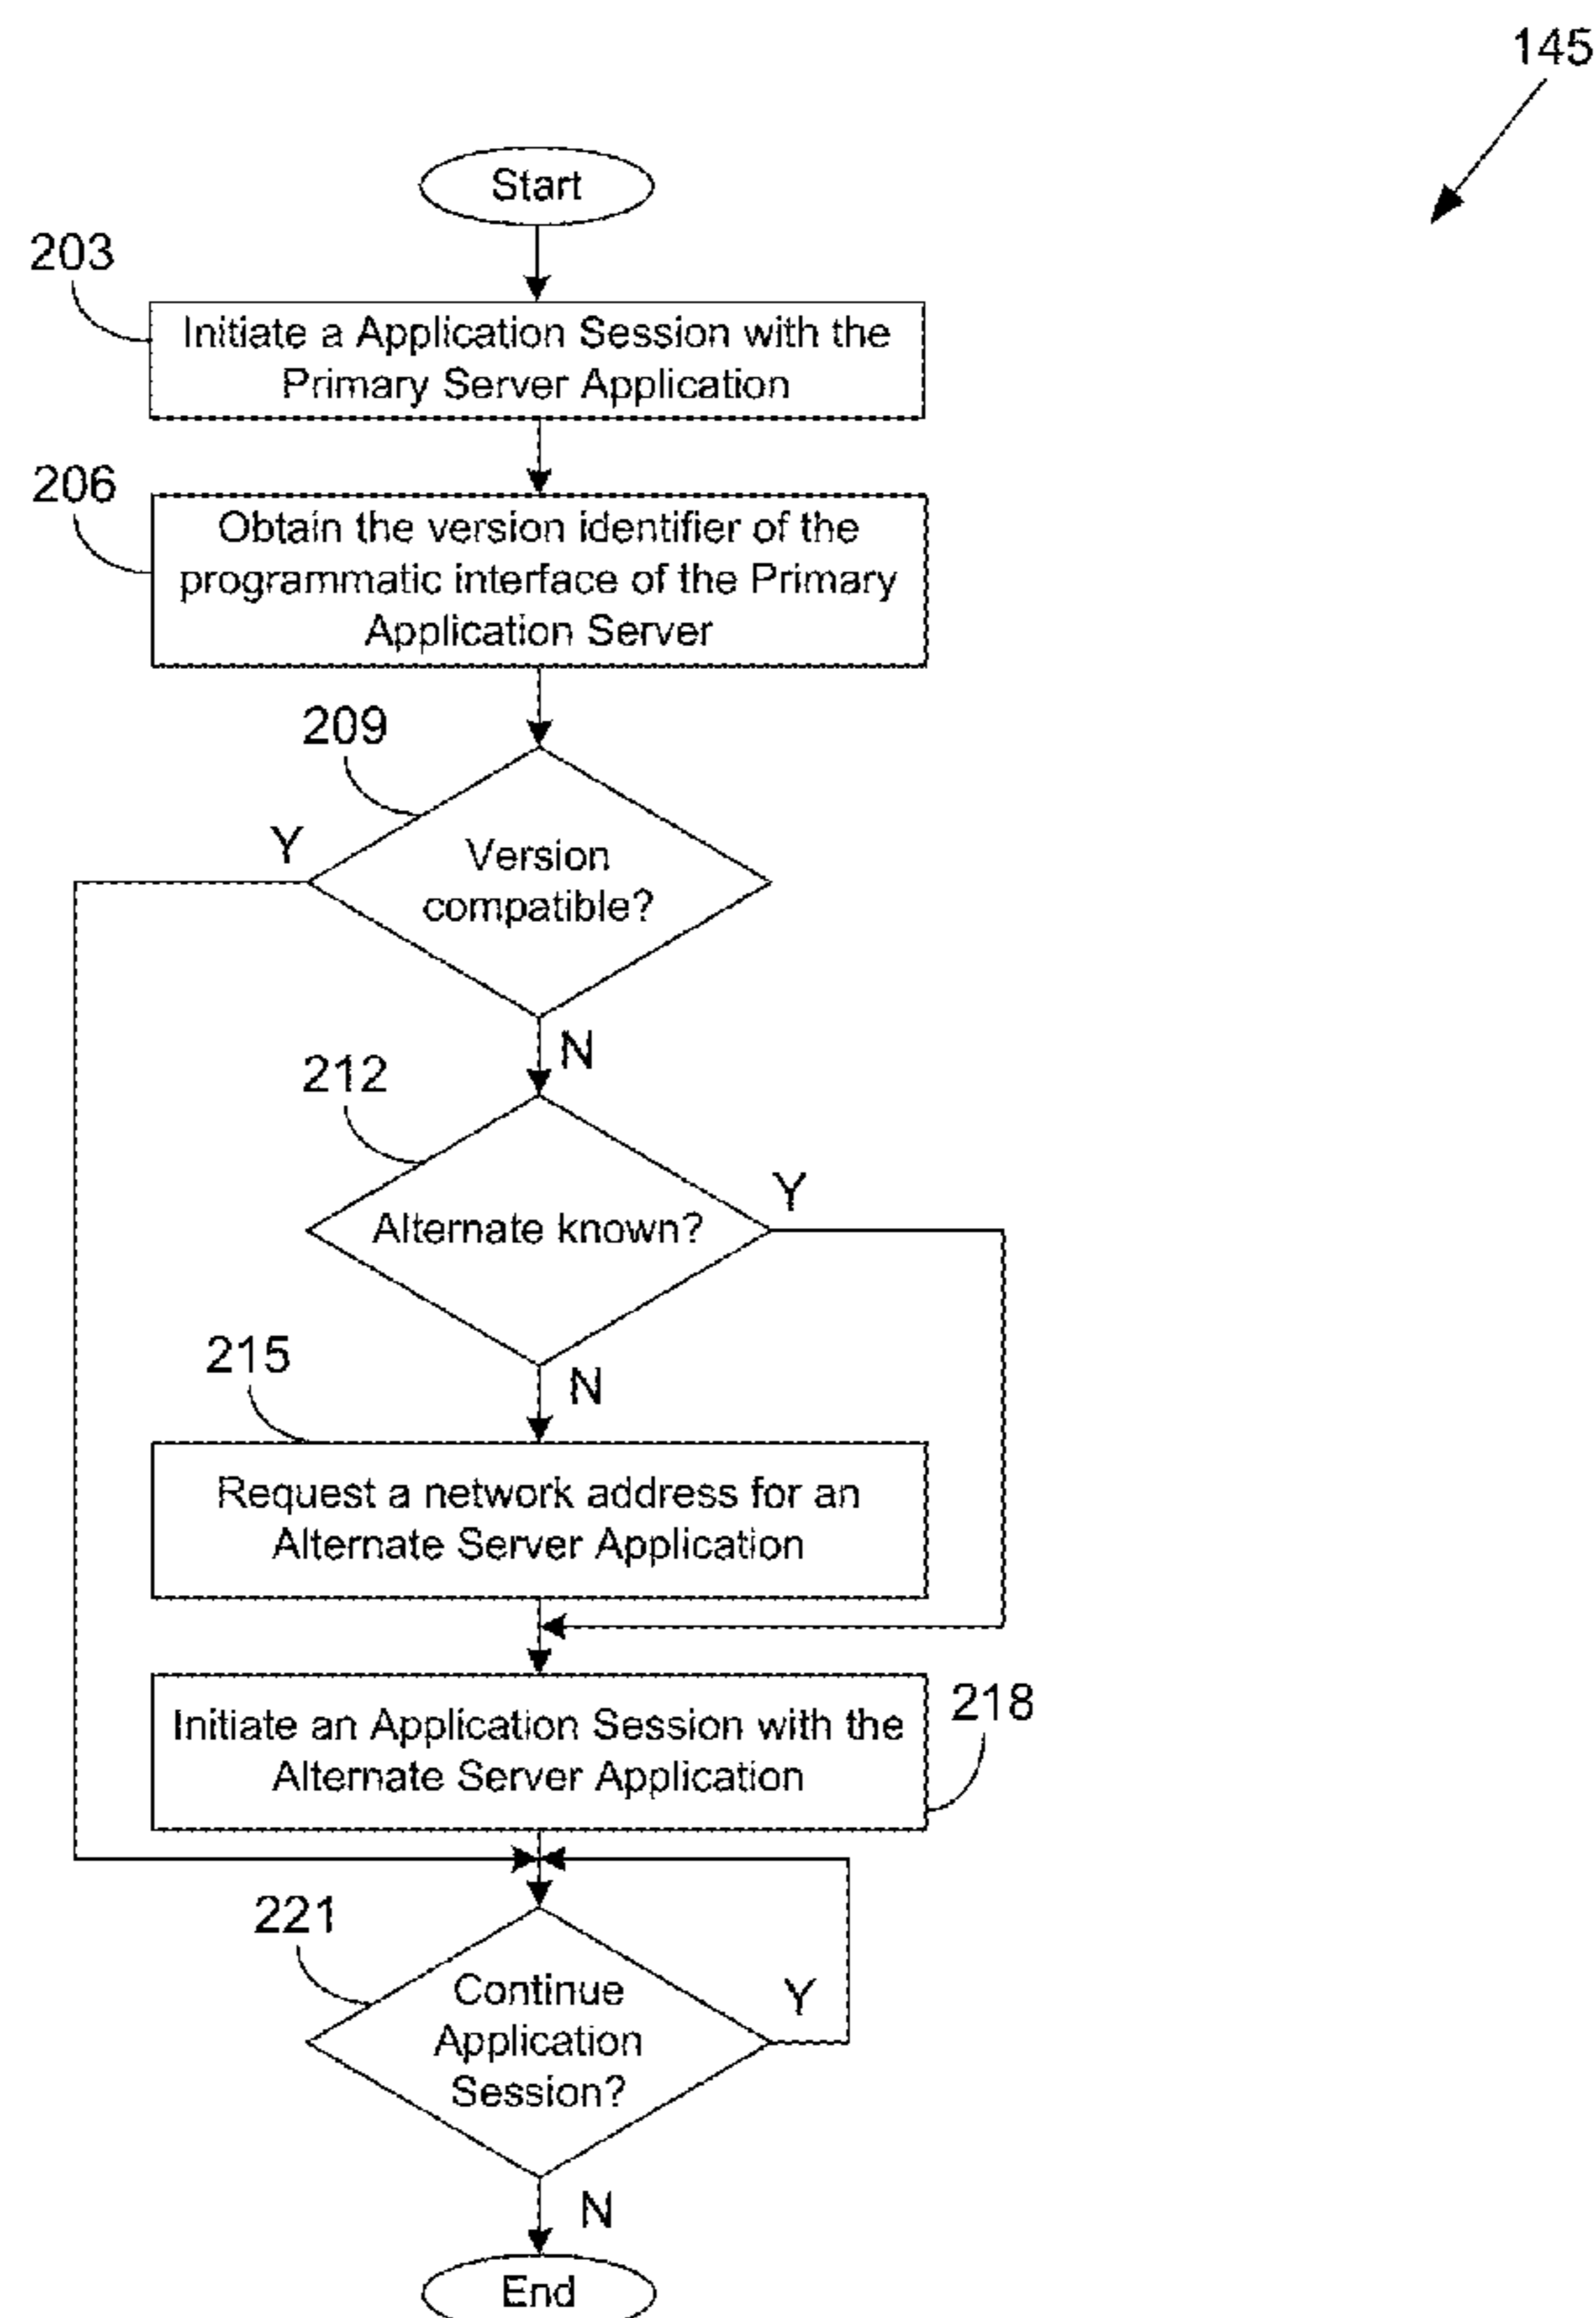 145
Start
203
Initiate a Application Session with the
Primary Server Application
206
Obtain the version identifier of the
programmatic interface of the Primary
Application Server
209
Y
Version
compatible?
N
212
Y
Alternate known?
215
N
Request a network address for an
Alternate Server Application
218
Initiate an Application Session with the
Alternate Server Application
221
Y
Continue
Application
Session?
N
End